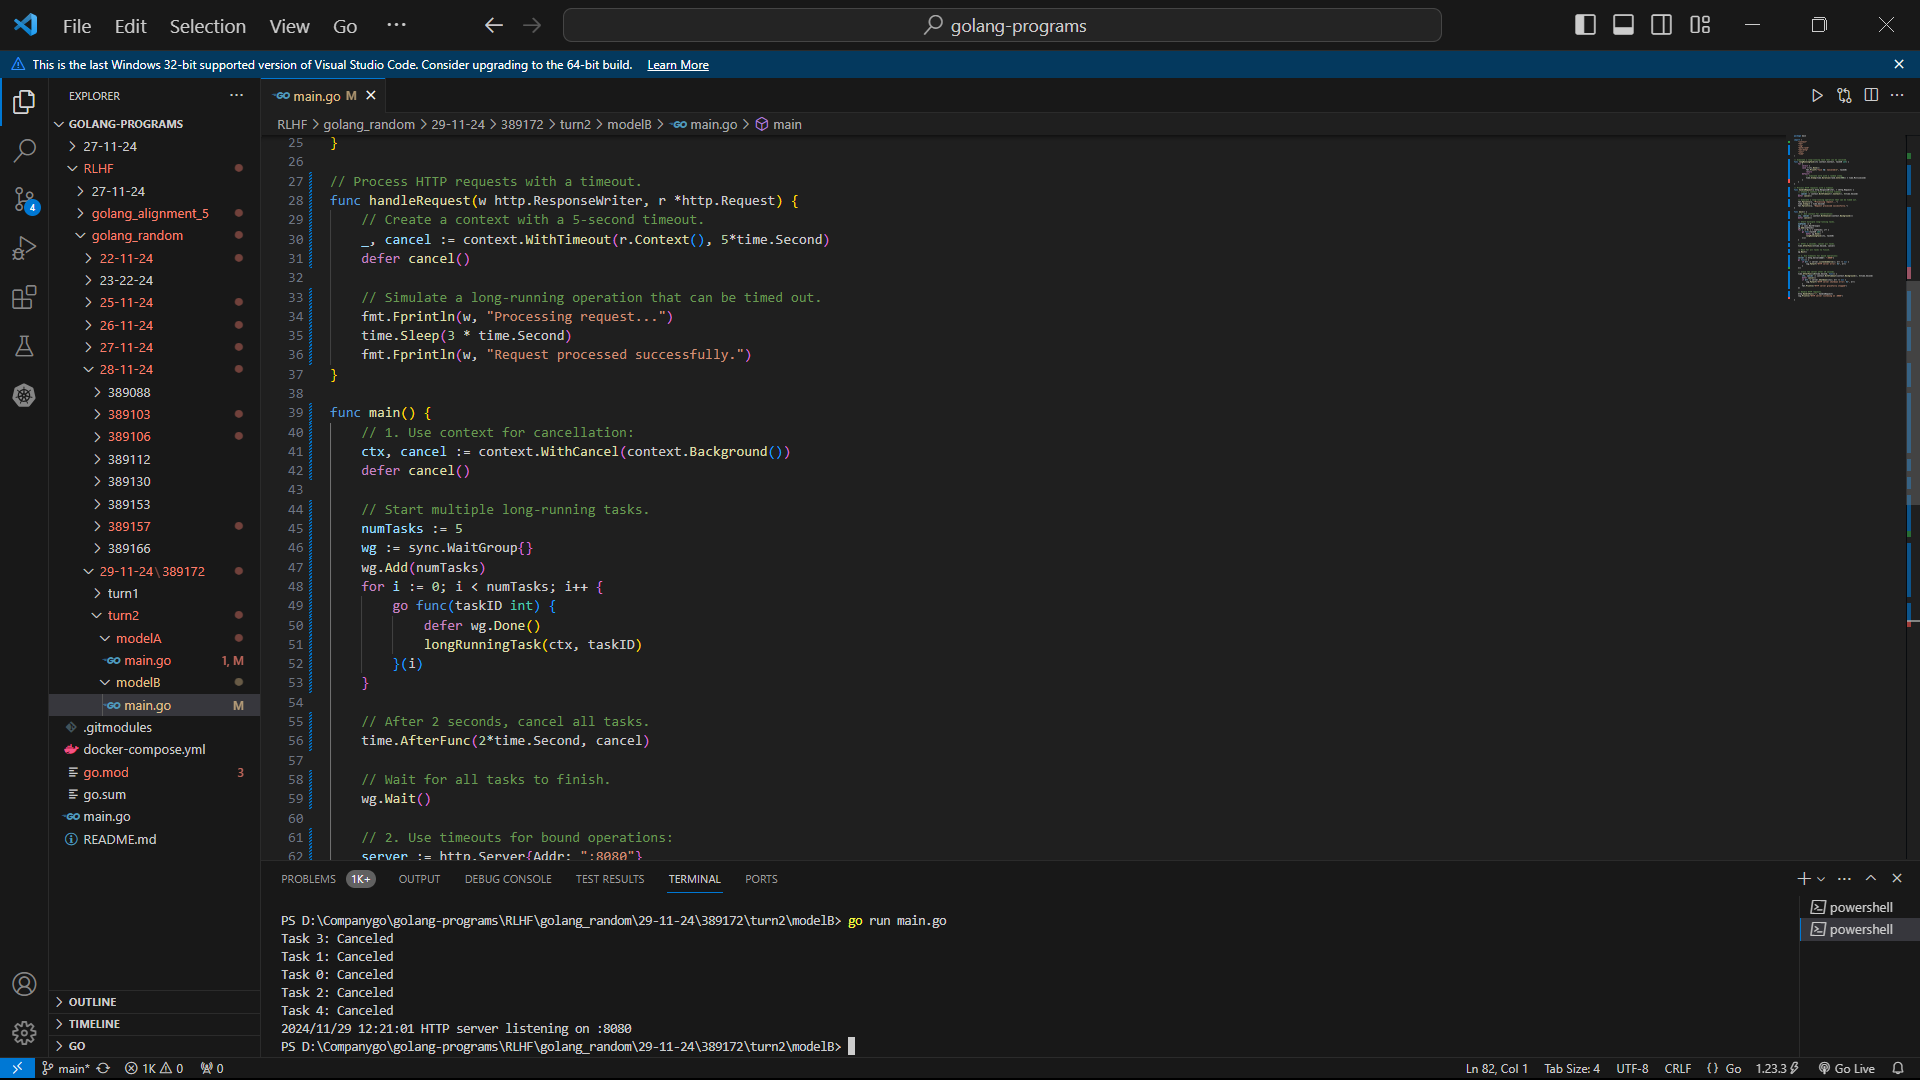 File Edit Selection View Go ···
golang-programs
This is the last Windows 32-bit supported version of Visual Studio Code. Consider upgrading to the 64-bit build. Learn More
EXPLORER
GOLANG-PROGRAMS
27-11-24
RLHF
27-11-24
golang_alignment_5
golang_random
22-11-24
23-22-24
25-11-24
26-11-24
27-11-24
28-11-24
389088
389103
389106
389112
389130
389153
389157
389166
29-11-24\389172
turn1
turn2
modelA
main.go 1, M
modelB
main.go M
.gitmodules
docker-compose.yml
go.mod 3
go.sum
main.go
README.md
OUTLINE
TIMELINE
GO
4
main.go M
RLHF > golang_random > 29-11-24 > 389172 > turn2 > modelB > main.go > main
25 }
26
27 // Process HTTP requests with a timeout.
28 func handleRequest(w http.ResponseWriter, r *http.Request) {
29 // Create a context with a 5-second timeout.
30 _, cancel := context.WithTimeout(r.Context(), 5*time.Second)
31 defer cancel()
32
33 // Simulate a long-running operation that can be timed out.
34 fmt.Fprintln(w, "Processing request...")
35 time.Sleep(3 * time.Second)
36 fmt.Fprintln(w, "Request processed successfully.")
37 }
38
39 func main() {
40 // 1. Use context for cancellation:
41 ctx, cancel := context.WithCancel(context.Background())
42 defer cancel()
43
44 // Start multiple long-running tasks.
45 numTasks := 5
46 wg := sync.WaitGroup{}
47 wg.Add(numTasks)
48 for i := 0; i < numTasks; i++ {
49 go func(taskID int) {
50 defer wg.Done()
51 longRunningTask(ctx, taskID)
52 }(i)
53 }
54
55 // After 2 seconds, cancel all tasks.
56 time.AfterFunc(2*time.Second, cancel)
57
58 // Wait for all tasks to finish.
59 wg.Wait()
60
61 // 2. Use timeouts for bound operations:
62 server := http.Server{Addr: ":8080"}
PROBLEMS 1K+ OUTPUT DEBUG CONSOLE TEST RESULTS TERMINAL PORTS
PS D:\Companygo\golang-programs\RLHF\golang_random\29-11-24\389172\turn2\modelB> go run main.go
Task 3: Canceled
Task 1: Canceled
Task 0: Canceled
Task 2: Canceled
Task 4: Canceled
2024/11/29 12:21:01 HTTP server listening on :8080
PS D:\Companygo\golang-programs\RLHF\golang_random\29-11-24\389172\turn2\modelB>
powershell
powershell
main* 1K 0 0 Ln 82, Col 1 Tab Size: 4 UTF-8 CRLF {} Go 1.23.3 Go Live